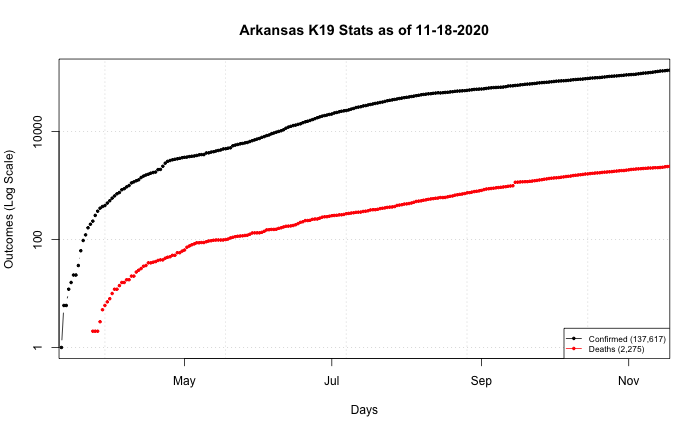 Arkansas K19 Stats as of 11-18-2020
Outcomes (Log Scale)
10000
100
1
May
Jul
Sep
Nov
Days
Confirmed (137,617)
Deaths (2,275)